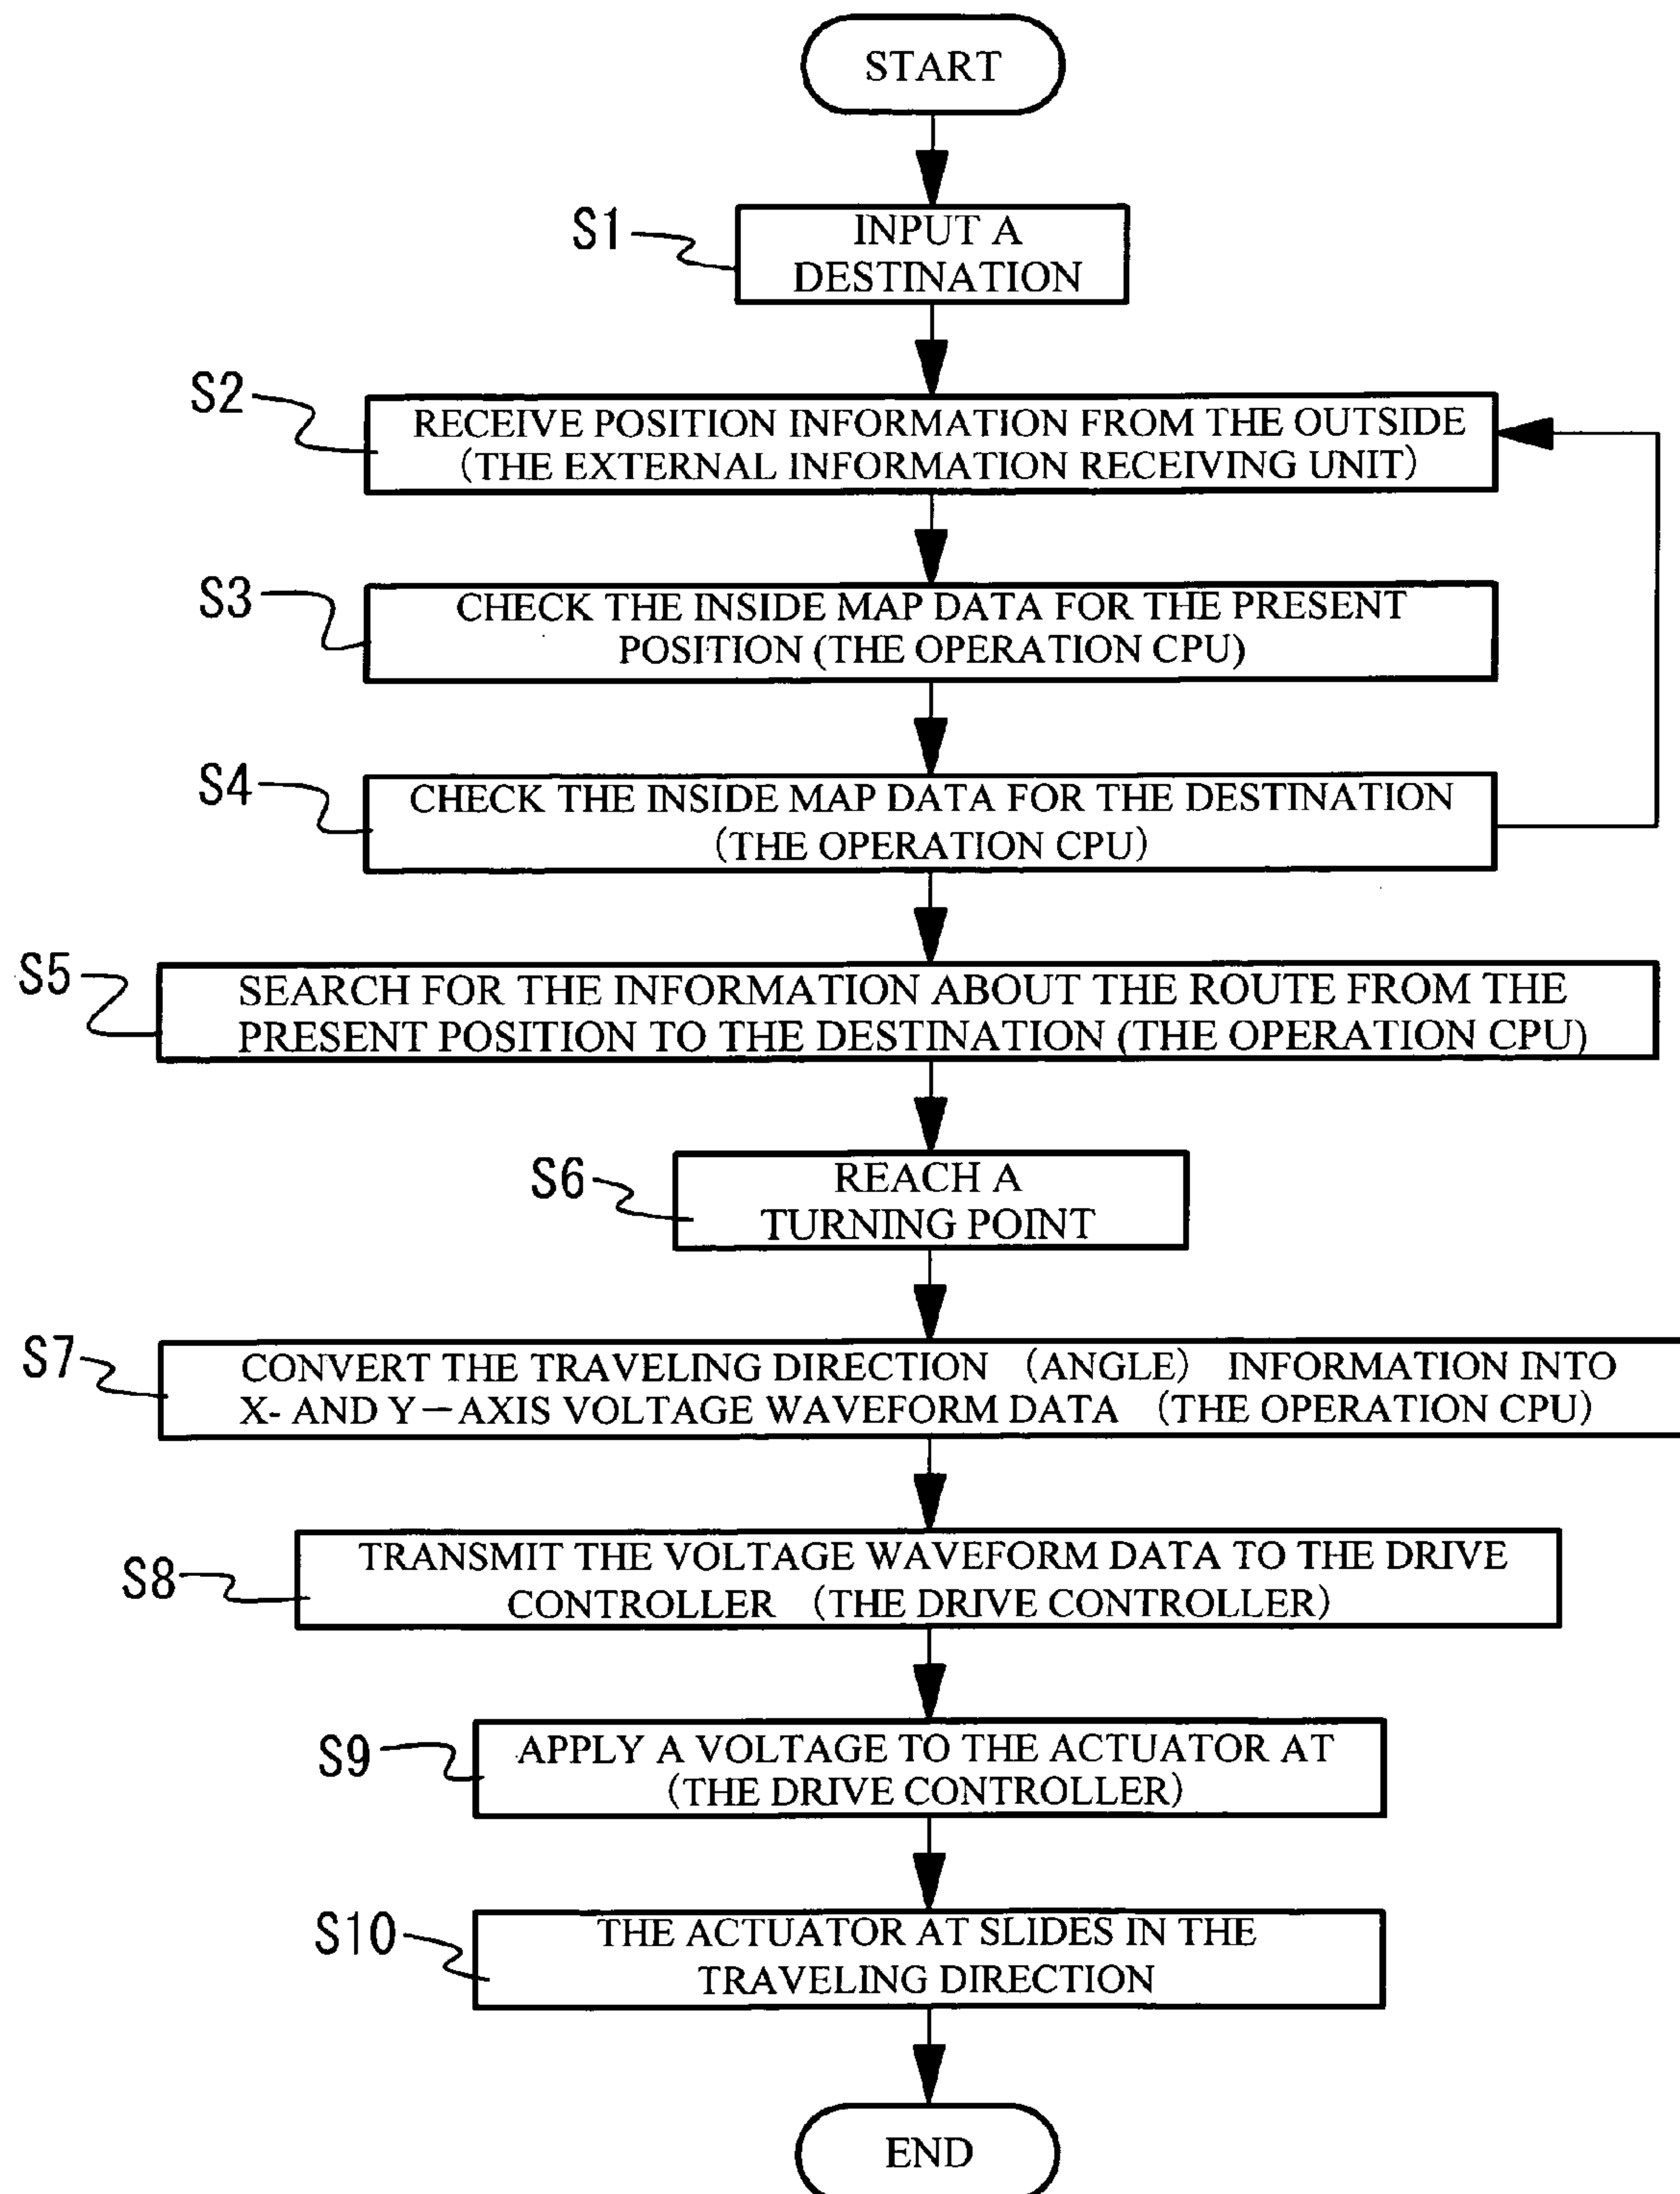 START
S1
INPUT A
DESTINATION
S2
RECEIVE POSITION INFORMATION FROM THE OUTSIDE
(THE EXTERNAL INFORMATION RECEIVING UNIT)
S3
CHECK THE INSIDE MAP DATA FOR THE PRESENT
POSITION (THE OPERATION CPU)
S4
CHECK THE INSIDE MAP DATA FOR THE DESTINATION
(THE OPERATION CPU)
S5
SEARCH FOR THE INFORMATION ABOUT THE ROUTE FROM THE
PRESENT POSITION TO THE DESTINATION (THE OPERATION CPU)
S6
REACH A
TURNING POINT
S7
CONVERT THE TRAVELING DIRECTION (ANGLE) INFORMATION INTO
X- AND Y-AXIS VOLTAGE WAVEFORM DATA (THE OPERATION CPU)
S8
TRANSMIT THE VOLTAGE WAVEFORM DATA TO THE DRIVE
CONTROLLER (THE DRIVE CONTROLLER)
S9
APPLY A VOLTAGE TO THE ACTUATOR AT
(THE DRIVE CONTROLLER)
S10
THE ACTUATOR AT SLIDES IN THE
TRAVELING DIRECTION
END